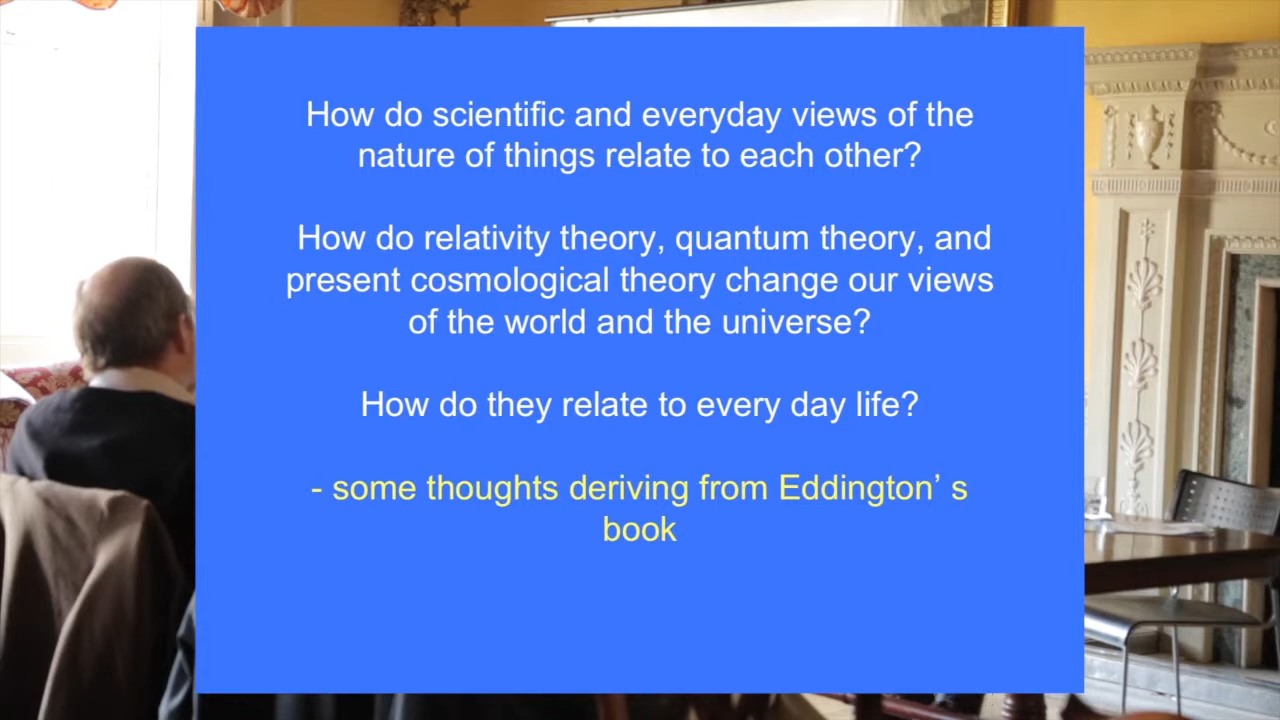 How do scientific and everyday views of the
nature of things relate to each other?
How do relativity theory, quantum theory, and
present cosmological theory change our views
of the world and the universe?
How do they relate to every day life?
- some thoughts deriving from Eddington’ s
book